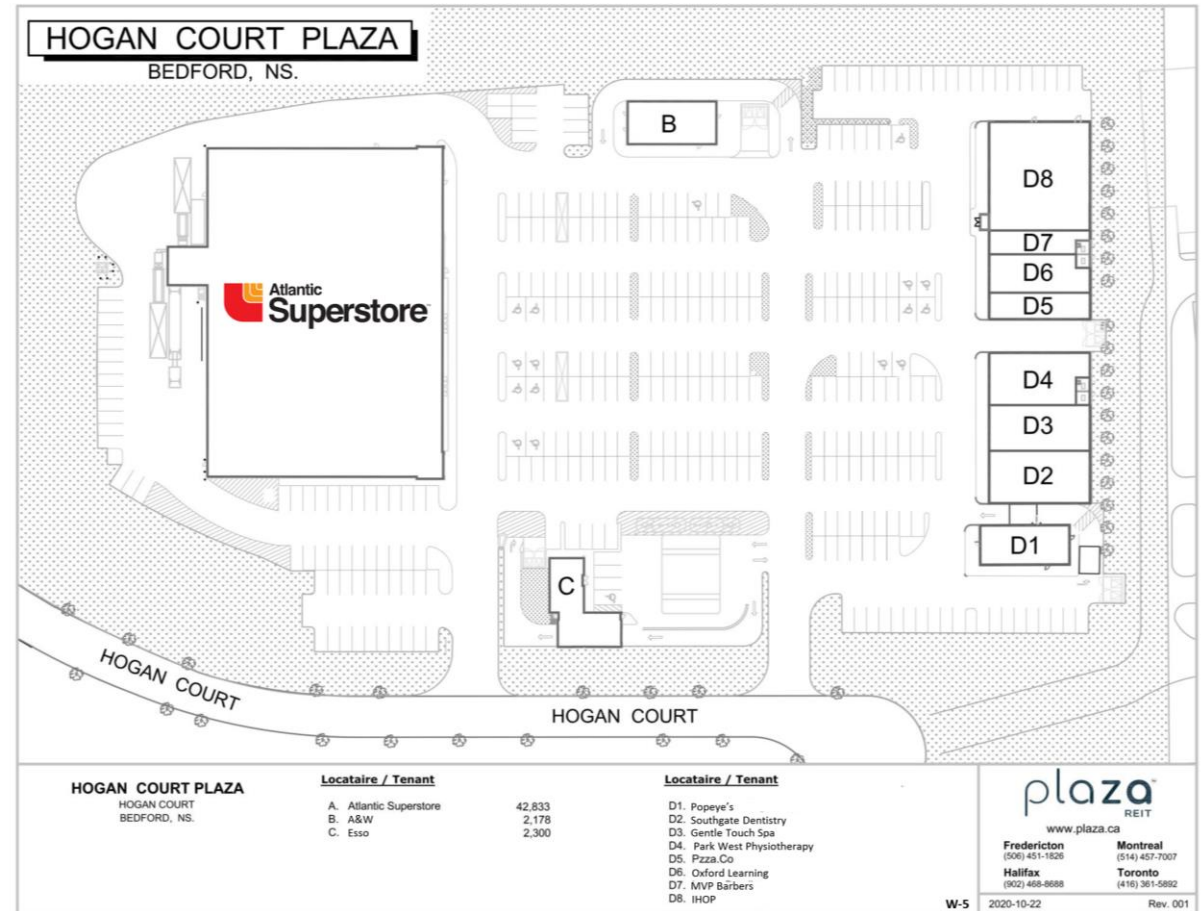 HOGAN COURT PLAZA
BEDFORD, NS.
B
D8
D7
D6
D5
Atlantic
Superstore
D4
D3
D2
D1
C
HOGAN COURT
HOGAN COURT
HOGAN COURT PLAZA
HOGAN COURT
BEDFORD, NS.
Locataire / Tenant
A. Atlantic Superstore 42,833
B. A&W 2,178
C. Esso 2,300
Locataire / Tenant
D1. Popeye's
D2. Southgate Dentistry
D3. Gentle Touch Spa
D4. Park West Physiotherapy
D5. Pzza.Co
D6. Oxford Learning
D7. MVP Barbers
D8. IHOP
plaza
REIT
www.plaza.ca
Fredericton Montreal
(506) 451-1826 (514) 457-7007
Halifax Toronto
(902) 468-8688 (416) 361-5892
W-5 2020-10-22 Rev. 001